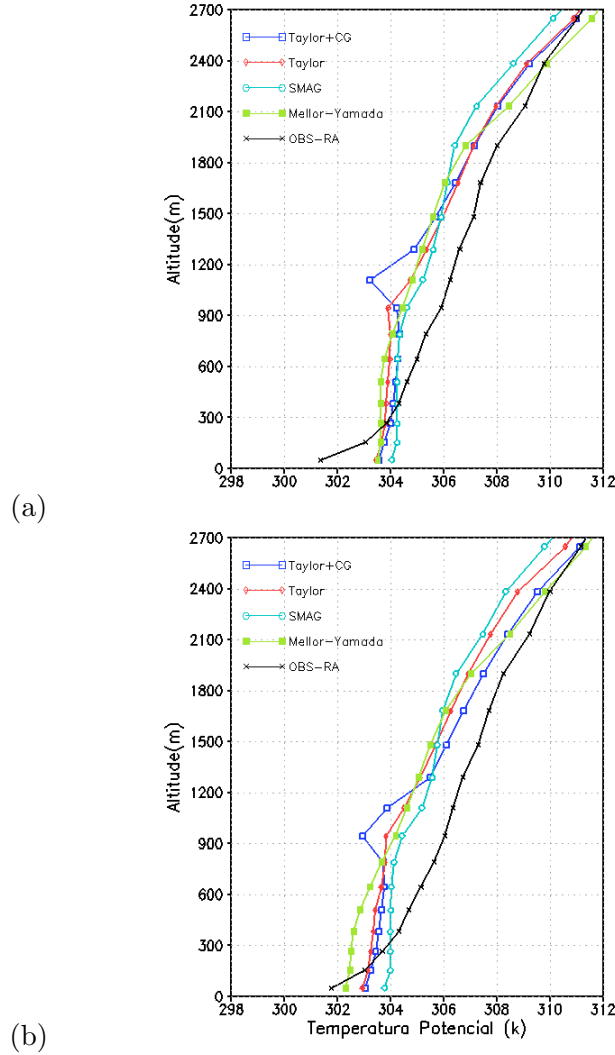 2700
2400
2100
1800
1500
1200
900
600
300
0
Altitude(m)
Taylor+CG
Taylor
SMAG
Mellor-Yamada
OBS-RA
298 300 302 304 306 308 310 312
(a)
2700
2400
2100
1800
1500
1200
900
600
300
0
Altitude(m)
Taylor+CG
Taylor
SMAG
Mellor-Yamada
OBS-RA
298 300 302 304 306 308 310 312
Temperatura Potencial (k)
(b)